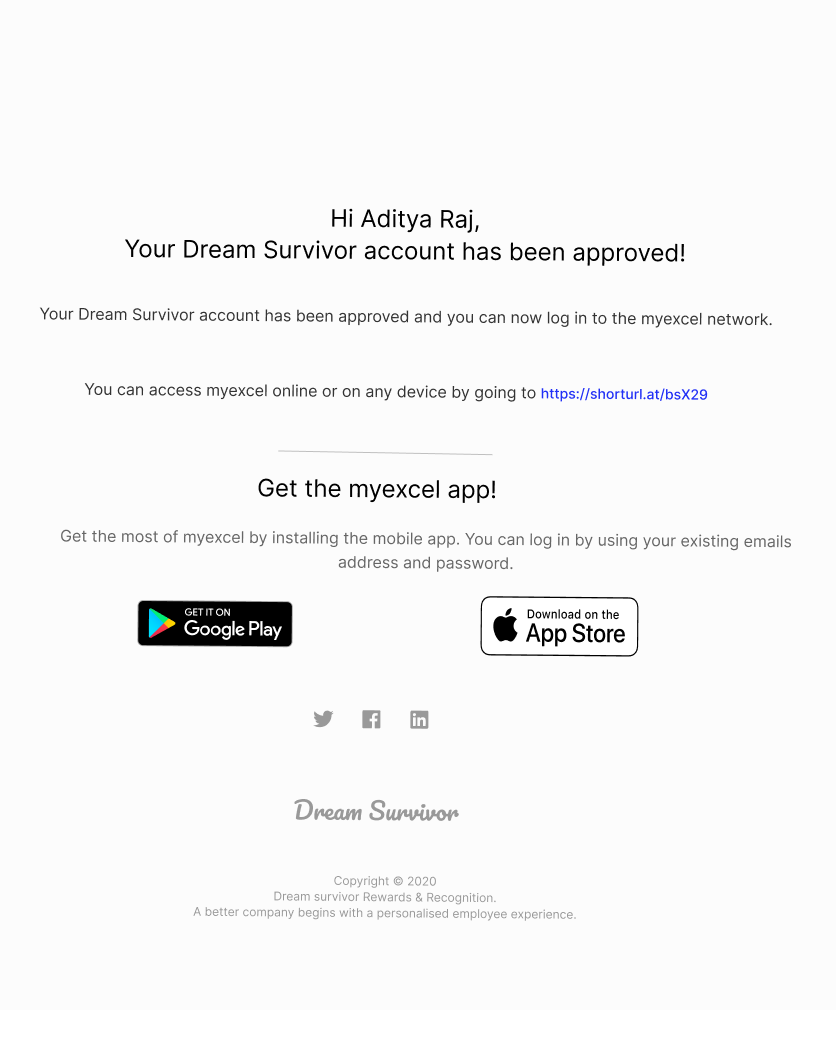 Hi Aditya Raj,
Your Dream Survivor account has been approved!
Your Dream Survivor account has been approved and you can now log in to the myexcel network.
You can access myexcel online or on any device by going to https://shorturl.at/bsX29
Get the myexcel app!
Get the most of myexcel by installing the mobile app. You can log in by using your existing emails
address and password.
GET IT ON
Google Play
Download on the
App Store
Dream Survivor
Copyright © 2020
Dream survivor Rewards & Recognition.
A better company begins with a personalised employee experience.